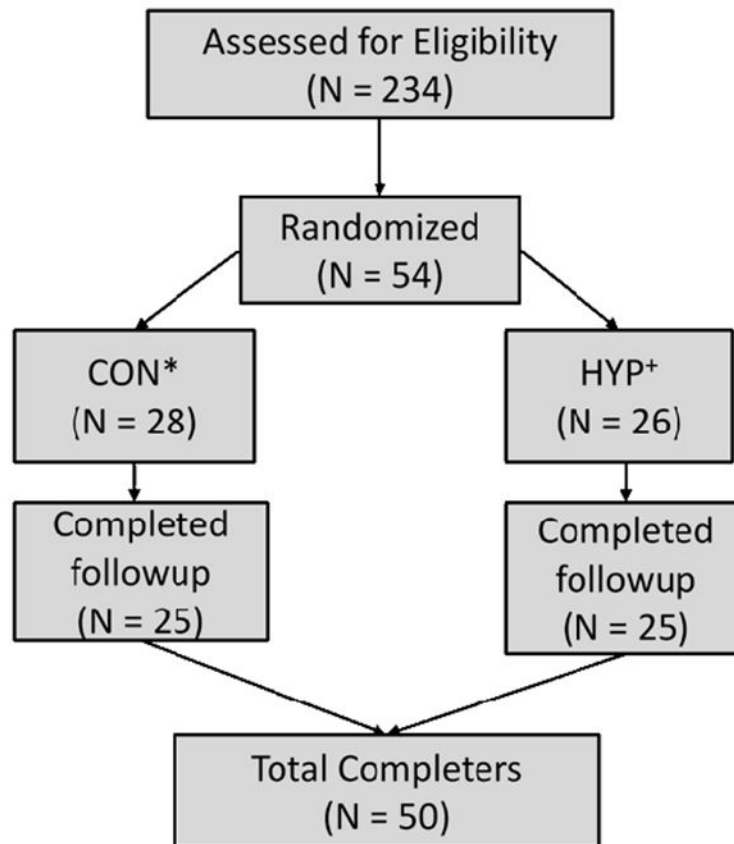 Assessed for Eligibility
(N = 234)
Randomized
(N = 54)
CON*
(N = 28)
HYP⁺
(N = 26)
Completed
followup
(N = 25)
Completed
followup
(N = 25)
Total Completers
(N = 50)